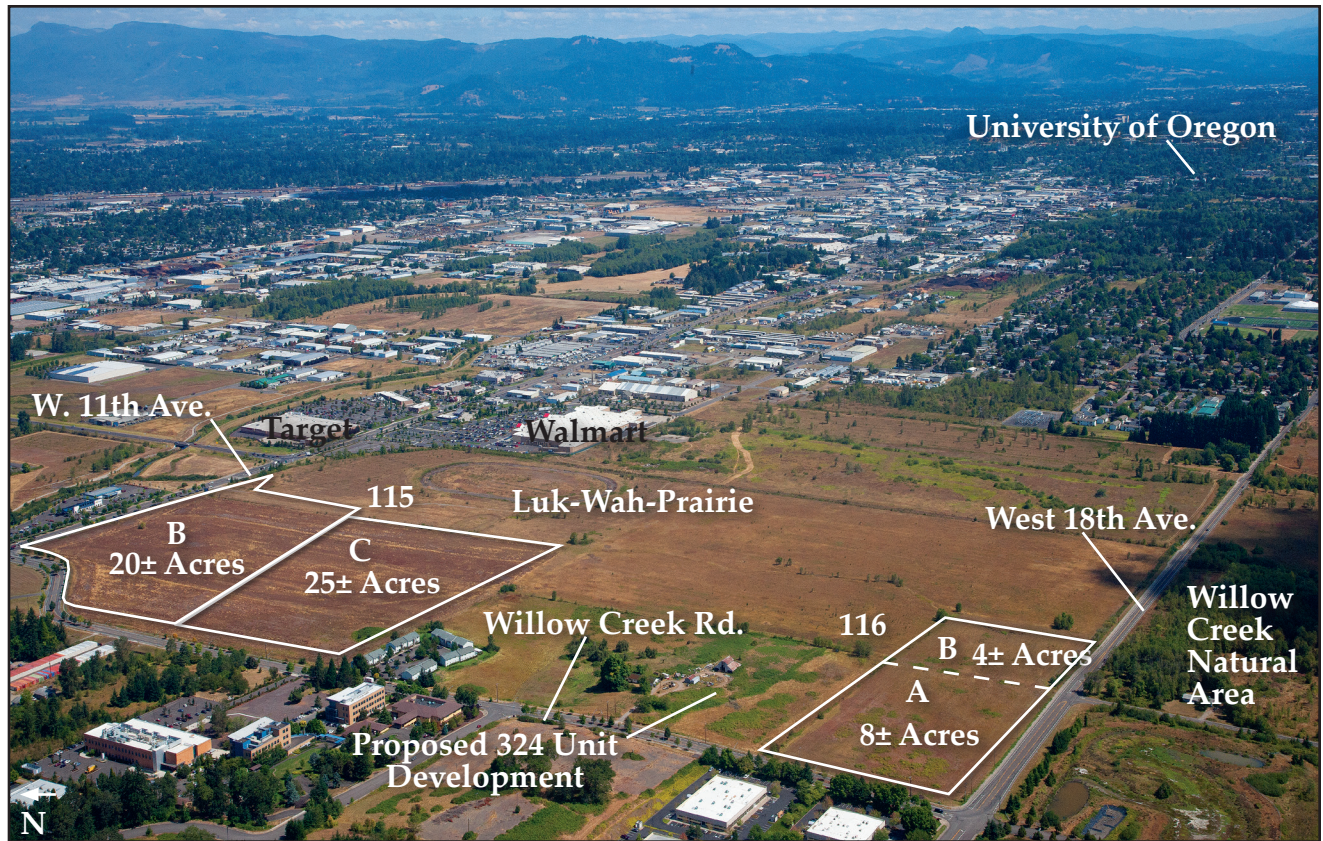 University of Oregon
W. 11th Ave.
Target
Walmart
115
Luk-Wah-Prairie
B
20± Acres
C
25± Acres
West 18th Ave.
Willow Creek Rd.
116
Willow
Creek
Natural
Area
B 4± Acres
A
8± Acres
Proposed 324 Unit
Development
N